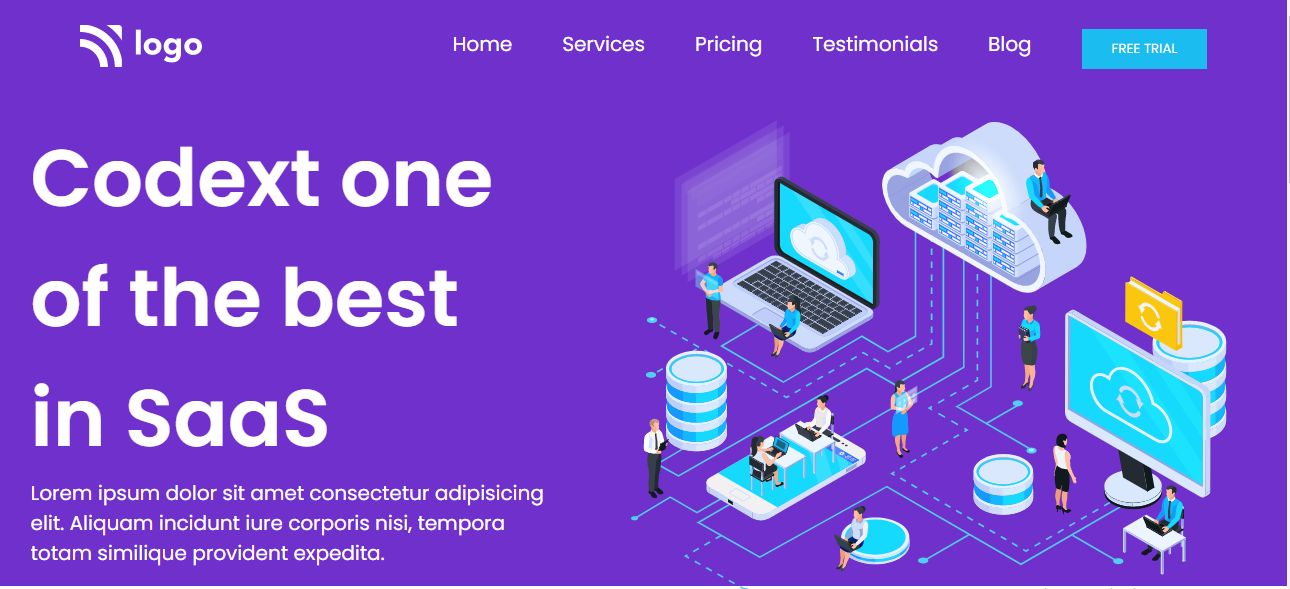 logo
Home
Services
Pricing
Testimonials
Blog
FREE TRIAL
Codext one
of the best
in SaaS
Lorem ipsum dolor sit amet consectetur adipisicing
elit. Aliquam incidunt iure corporis nisi, tempora
totam similique provident expedita.